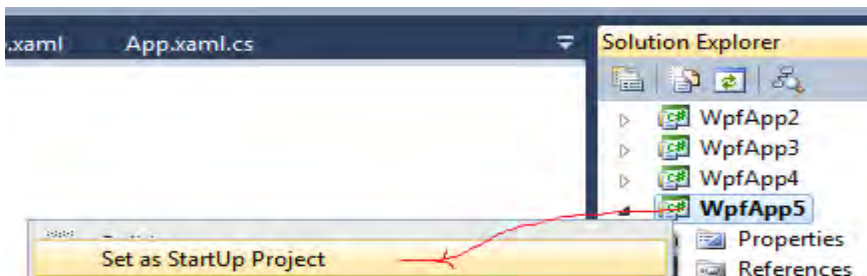 .xaml
App.xaml.cs
Solution Explorer
WpfApp2
WpfApp3
WpfApp4
WpfApp5
Properties
Set as StartUp Project
References